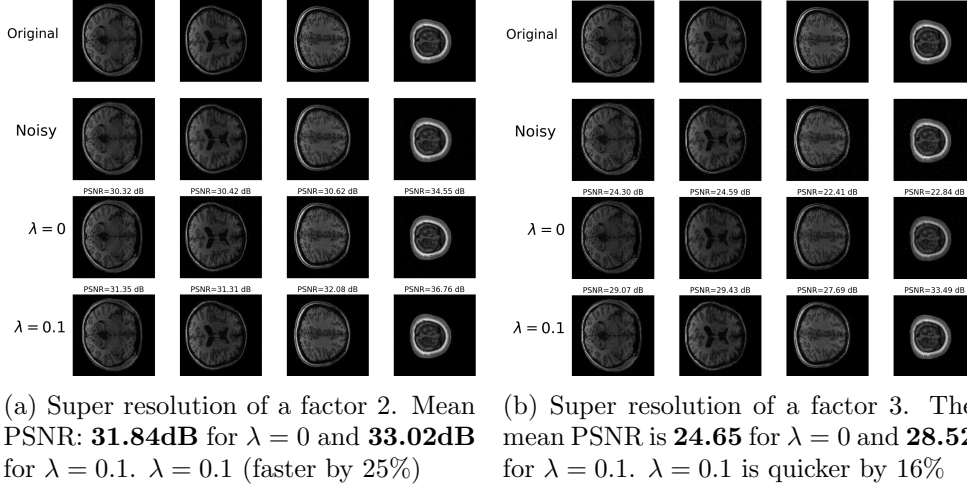 Original
Noisy
PSNR=30.32 dB PSNR=30.42 dB PSNR=30.62 dB PSNR=34.55 dB
λ = 0
PSNR=31.35 dB PSNR=31.31 dB PSNR=32.08 dB PSNR=36.76 dB
λ = 0.1
(a) Super resolution of a factor 2. Mean
PSNR: 31.84dB for λ = 0 and 33.02dB
for λ = 0.1. λ = 0.1 (faster by 25%)
Original
Noisy
PSNR=24.30 dB PSNR=24.59 dB PSNR=22.41 dB PSNR=22.84 dB
λ = 0
PSNR=29.07 dB PSNR=29.43 dB PSNR=27.69 dB PSNR=33.49 dB
λ = 0.1
(b) Super resolution of a factor 3. The
mean PSNR is 24.65 for λ = 0 and 28.52
for λ = 0.1. λ = 0.1 is quicker by 16%